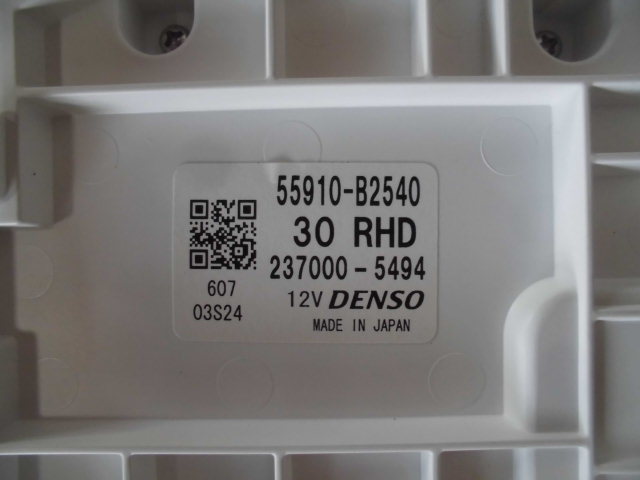 55910-B2540
30 RHD
237000-5494
607
12V DENSO
03S24
MADE IN JAPAN